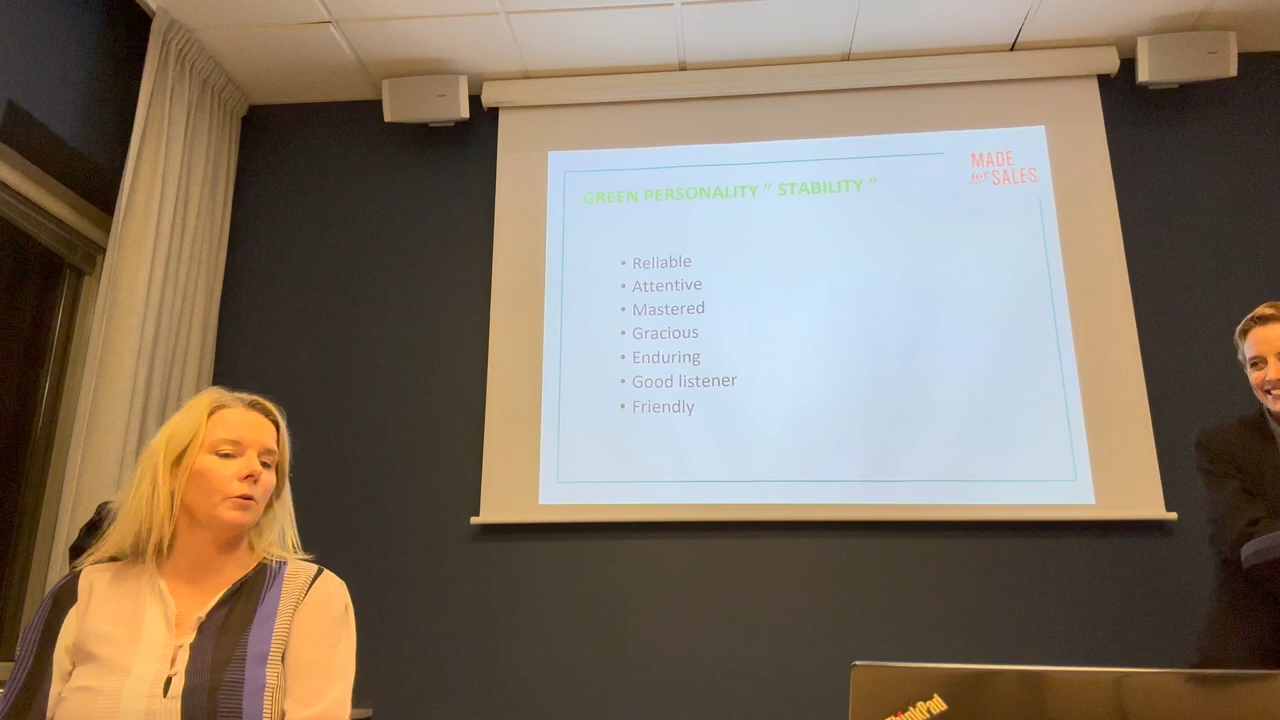 MADE
for SALES
GREEN PERSONALITY " STABILITY "
• Reliable
• Attentive
• Mastered
• Gracious
• Enduring
• Good listener
• Friendly
ThinkPad